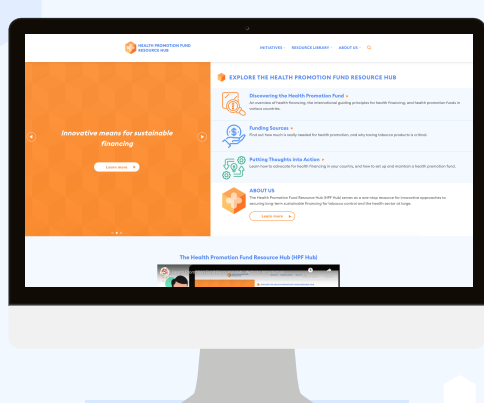 HEALTH PROMOTION FUND
RESOURCE HUB
INITIATIVES
RESOURCE LIBRARY
ABOUT US
Innovative means for sustainable
financing
Learn more
EXPLORE THE HEALTH PROMOTION FUND RESOURCE HUB
Discovering the Health Promotion Fund
An overview of health financing, the international guiding principles for health financing, and health promotion funds in
various countries.
Funding Sources
Find out how much is really needed for health promotion, and why taxing tobacco products is critical.
Putting Thoughts into Action
Learn how to advocate for health financing in your country, and how to set up and maintain a health promotion fund.
ABOUT US
The Health Promotion Fund Resource Hub (HPF Hub) serves as a one-stop resource for innovative approaches to
securing long-term sustainable financing for tobacco control and the health sector at large.
Learn more
The Health Promotion Fund Resource Hub (HPF Hub)